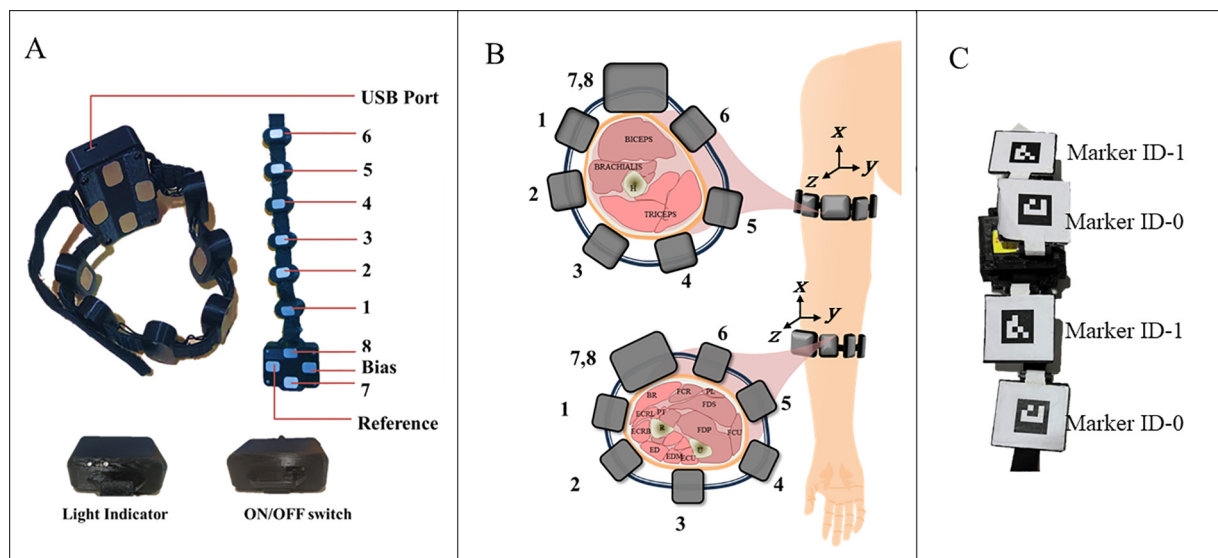 A
USB Port
6
5
4
3
2
1
8
Bias
7
Reference
Light Indicator
ON/OFF switch
B
7,8
1
6
BICEPS
BRACHIALIS
H
TRICEPS
2
5
3
4
x
y
z
x
y
z
7,8
6
1
5
BR
FCR
PL
ECRL
PT
FDS
ECRB
R
FDP
FCU
U
ED
EDM
ECU
2
4
3
C
Marker ID-1
Marker ID-0
Marker ID-1
Marker ID-0